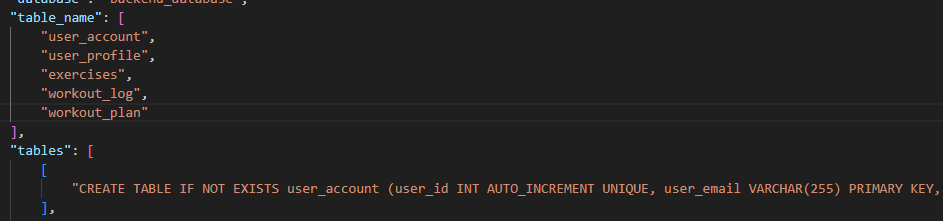 "database": "backend_database",
"table_name": [
"user_account",
"user_profile",
"exercises",
"workout_log",
"workout_plan"
],
"tables": [
[
"CREATE TABLE IF NOT EXISTS user_account (user_id INT AUTO_INCREMENT UNIQUE, user_email VARCHAR(255) PRIMARY KEY,
],